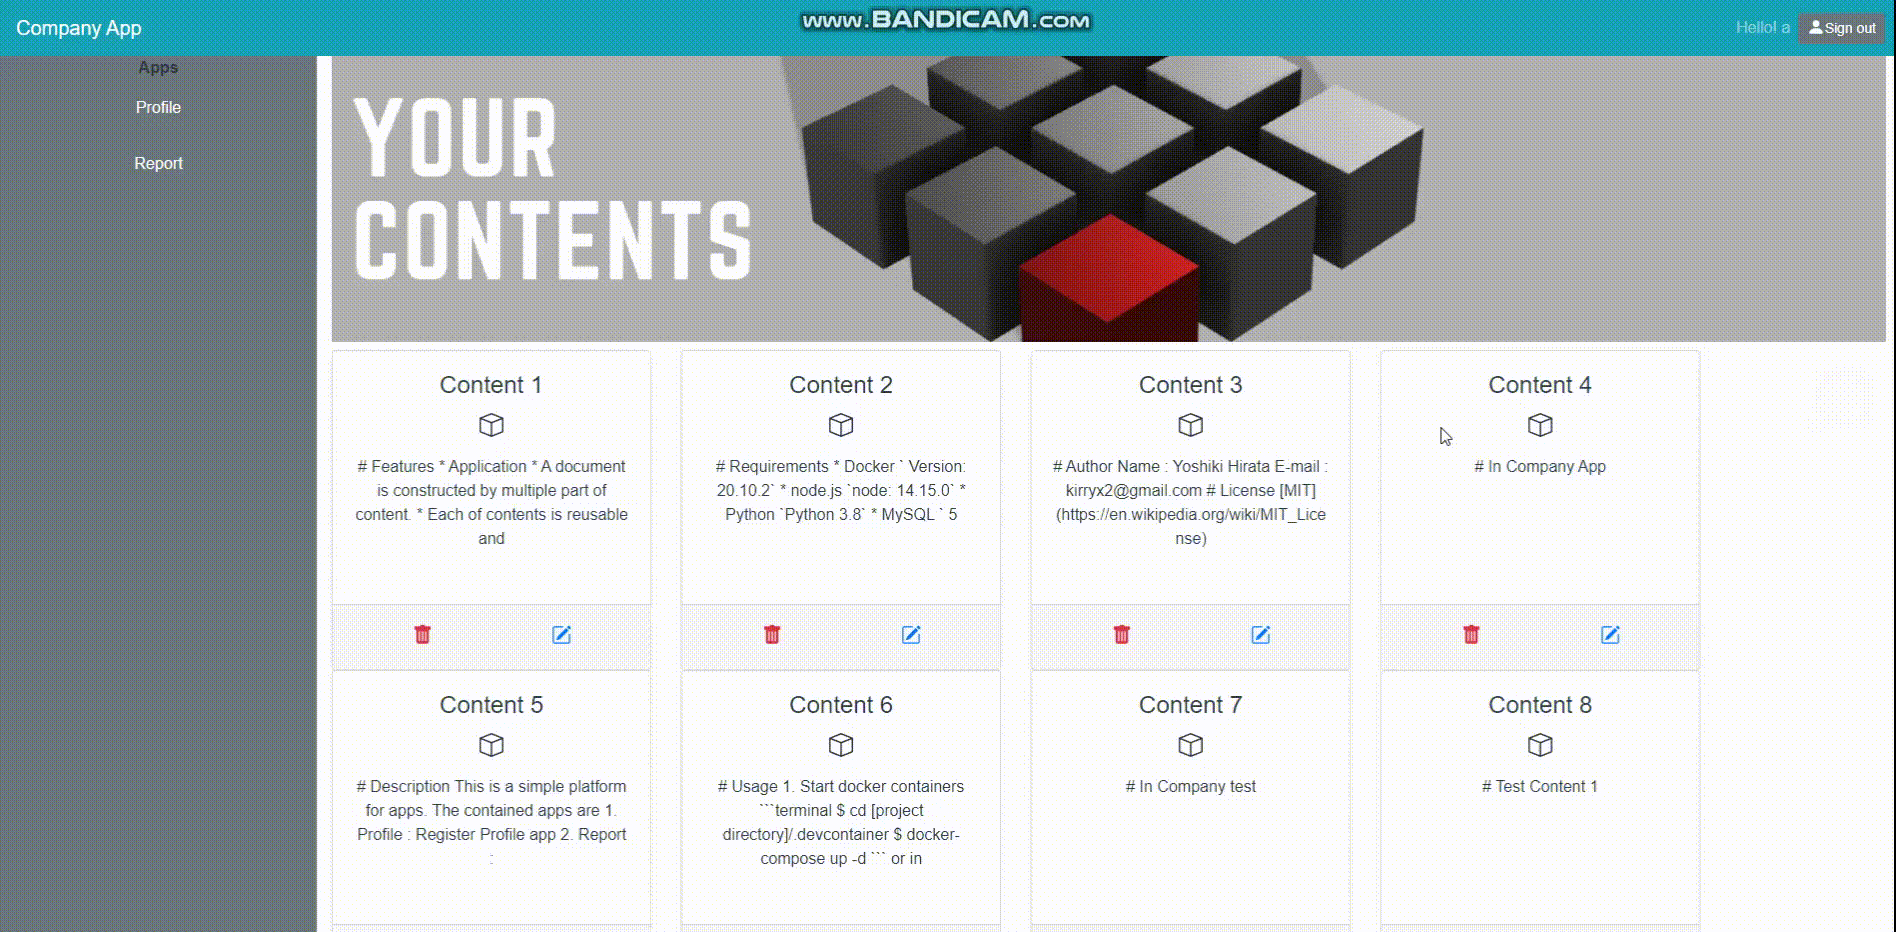 Company App
www.BANDICAM.com
Hello! a
Sign out
Apps
Profile
Report
YOUR
CONTENTS
Content 1
# Features * Application * A document
is constructed by multiple part of
content. * Each of contents is reusable
and
Content 2
# Requirements * Docker ` Version:
20.10.2` * node.js `node: 14.15.0` *
Python `Python 3.8` * MySQL ` 5
Content 3
# Author Name : Yoshiki Hirata E-mail :
kirryx2@gmail.com # License [MIT]
(https://en.wikipedia.org/wiki/MIT_Lice
nse)
Content 4
# In Company App
Content 5
# Description This is a simple platform
for apps. The contained apps are 1.
Profile : Register Profile app 2. Report
:
Content 6
# Usage 1. Start docker containers
```terminal $ cd [project
directory]/.devcontainer $ docker-
compose up -d ``` or in
Content 7
# In Company test
Content 8
# Test Content 1